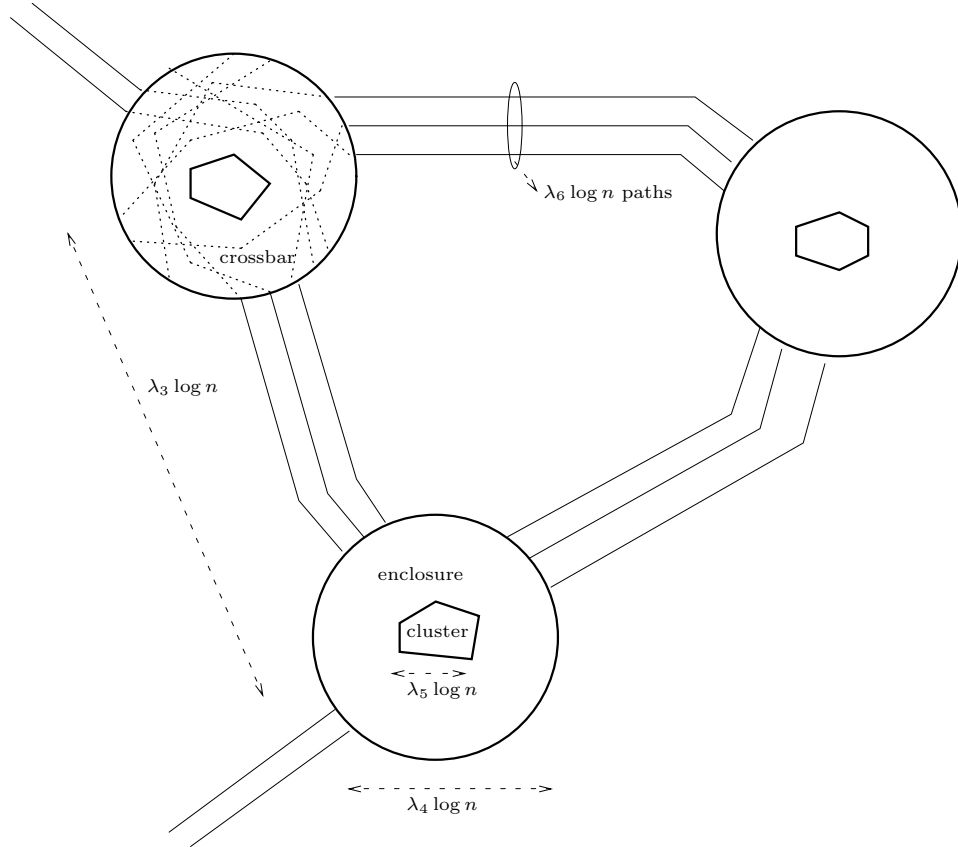 λ₆ log n paths
crossbar
λ₃ log n
enclosure
cluster
λ₅ log n
λ₄ log n